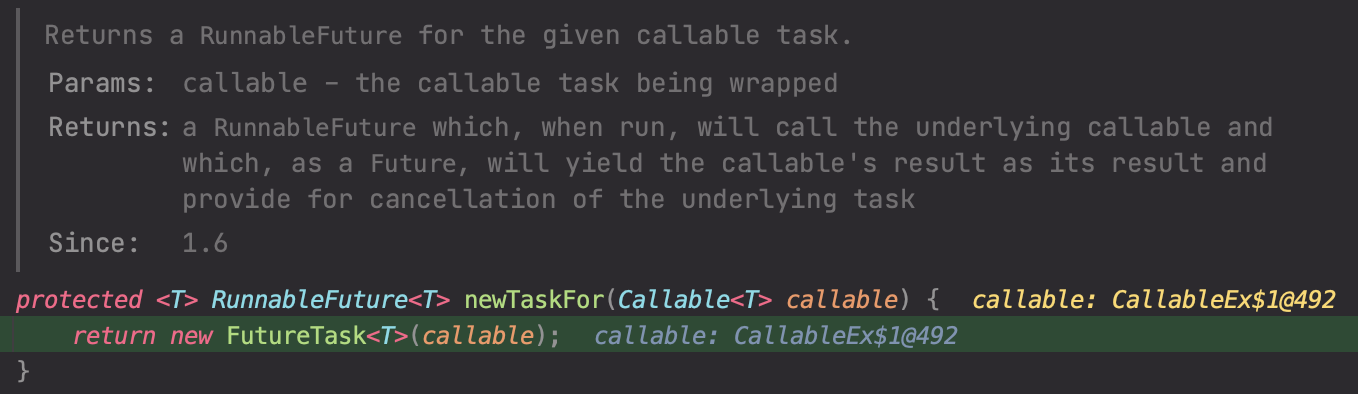 Returns a RunnableFuture for the given callable task.
Params: callable – the callable task being wrapped
Returns: a RunnableFuture which, when run, will call the underlying callable and
which, as a Future, will yield the callable's result as its result and
provide for cancellation of the underlying task
Since: 1.6
protected <T> RunnableFuture<T> newTaskFor(Callable<T> callable) {  callable: CallableEx$1@492
    return new FutureTask<T>(callable);  callable: CallableEx$1@492
}